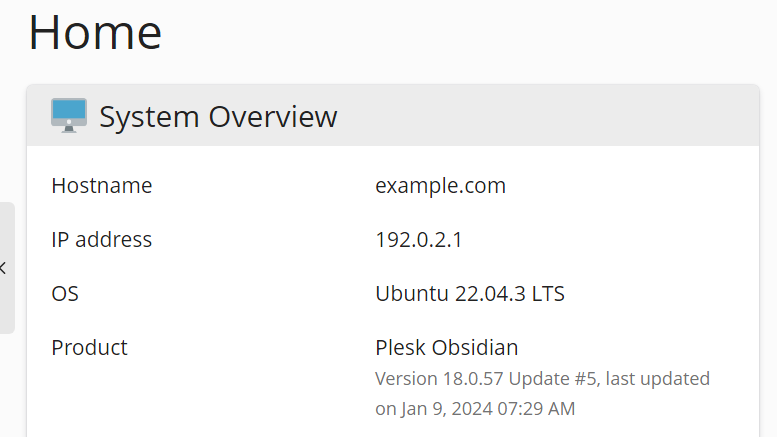 Home
System Overview
Hostname example.com
IP address 192.0.2.1
OS Ubuntu 22.04.3 LTS
Product Plesk Obsidian
Version 18.0.57 Update #5, last updated
on Jan 9, 2024 07:29 AM